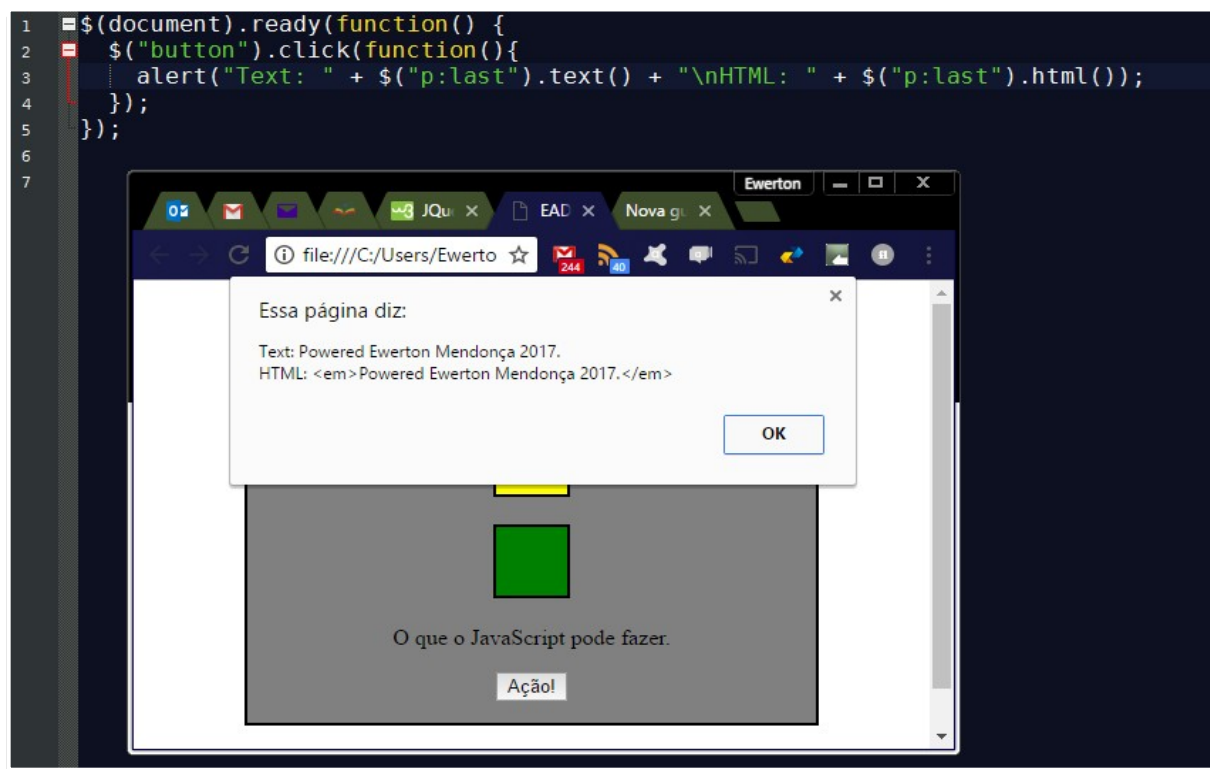 1 $(document).ready(function() {
2 $("button").click(function(){
3 alert("Text: " + $("p:last").text() + "\nHTML: " + $("p:last").html());
4 });
5 });
6
7
Ewerton
JQu EAD Nova gu
file:///C:/Users/Ewerto 244 40
Essa página diz:
Text: Powered Ewerton Mendonça 2017.
HTML: <em>Powered Ewerton Mendonça 2017.</em>
OK
O que o JavaScript pode fazer.
Ação!